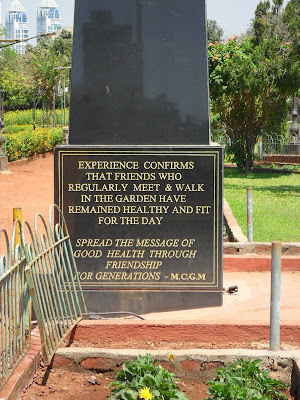 EXPERIENCE CONFIRMS
THAT FRIENDS WHO
REGULARLY MEET & WALK
IN THE GARDEN HAVE
REMAINED HEALTHY AND FIT
FOR THE DAY
SPREAD THE MESSAGE OF
GOOD HEALTH THROUGH
FRIENDSHIP
FOR GENERATIONS - M.C.G.M